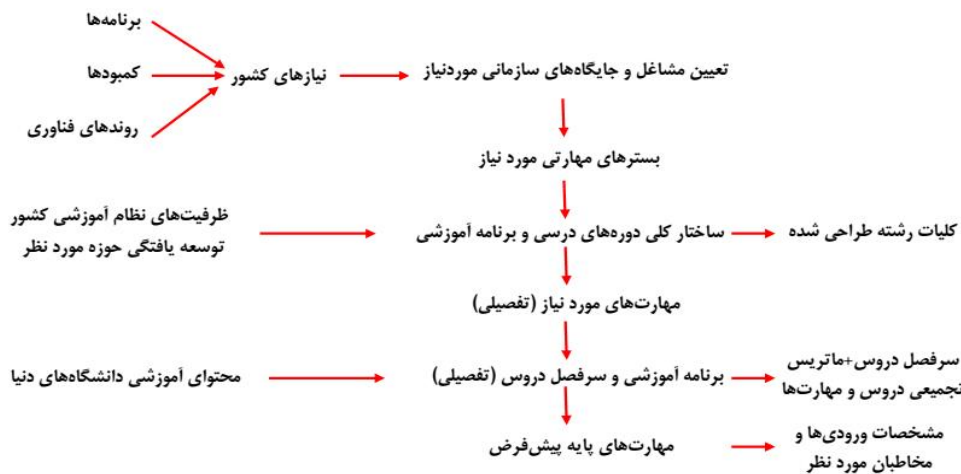 برنامه‌ها
کمبودها
روندهای فناوری
نیازهای کشور
تعیین مشاغل و جایگاه‌های سازمانی موردنیاز
بسترهای مهارتی مورد نیاز
ظرفیت‌های نظام آموزشی کشور
توسعه یافتگی حوزه مورد نظر
ساختار کلی دوره‌های درسی و برنامه آموزشی
کلیات رشته طراحی شده
مهارت‌های مورد نیاز (تفصیلی)
محتوای آموزشی دانشگاه‌های دنیا
برنامه آموزشی و سرفصل دروس (تفصیلی)
سرفصل دروس+ماتریس
تجمیعی دروس و مهارت‌ها
مهارت‌های پایه پیش‌فرض
مشخصات ورودی‌ها و
مخاطبان مورد نظر